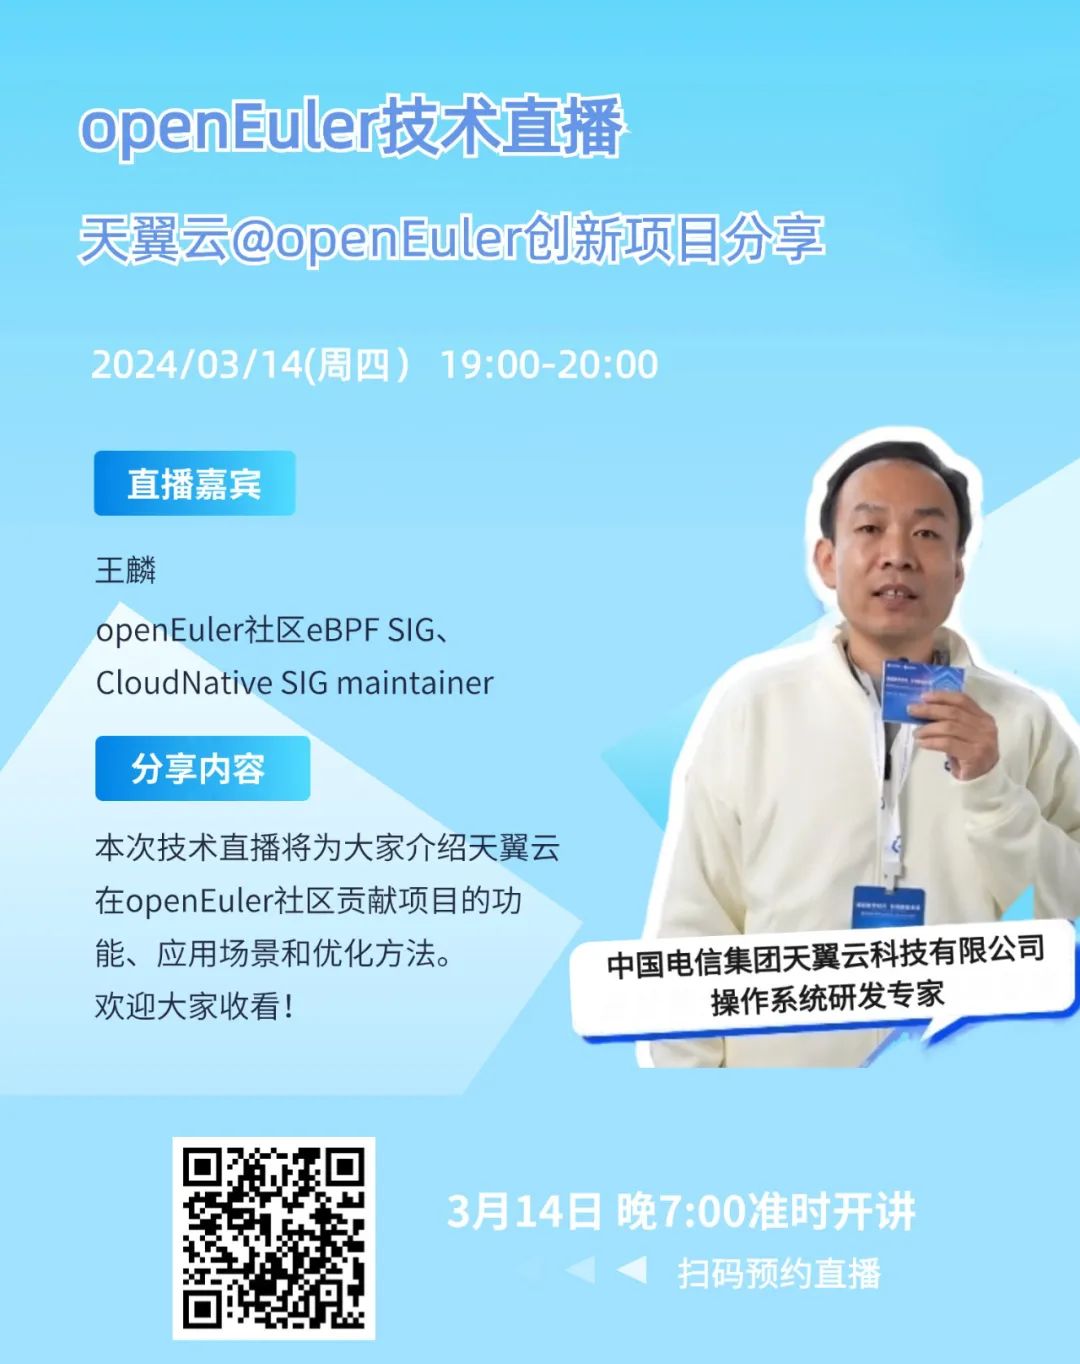 openEuler技术直播
天翼云@openEuler创新项目分享
2024/03/14(周四） 19:00-20:00
直播嘉宾
王麟
openEuler社区eBPF SIG、
CloudNative SIG maintainer
分享内容
本次技术直播将为大家介绍天翼云
在openEuler社区贡献项目的功
能、应用场景和优化方法。
欢迎大家收看！
中国电信集团天翼云科技有限公司
操作系统研发专家
3月14日 晚7:00准时开讲
扫码预约直播